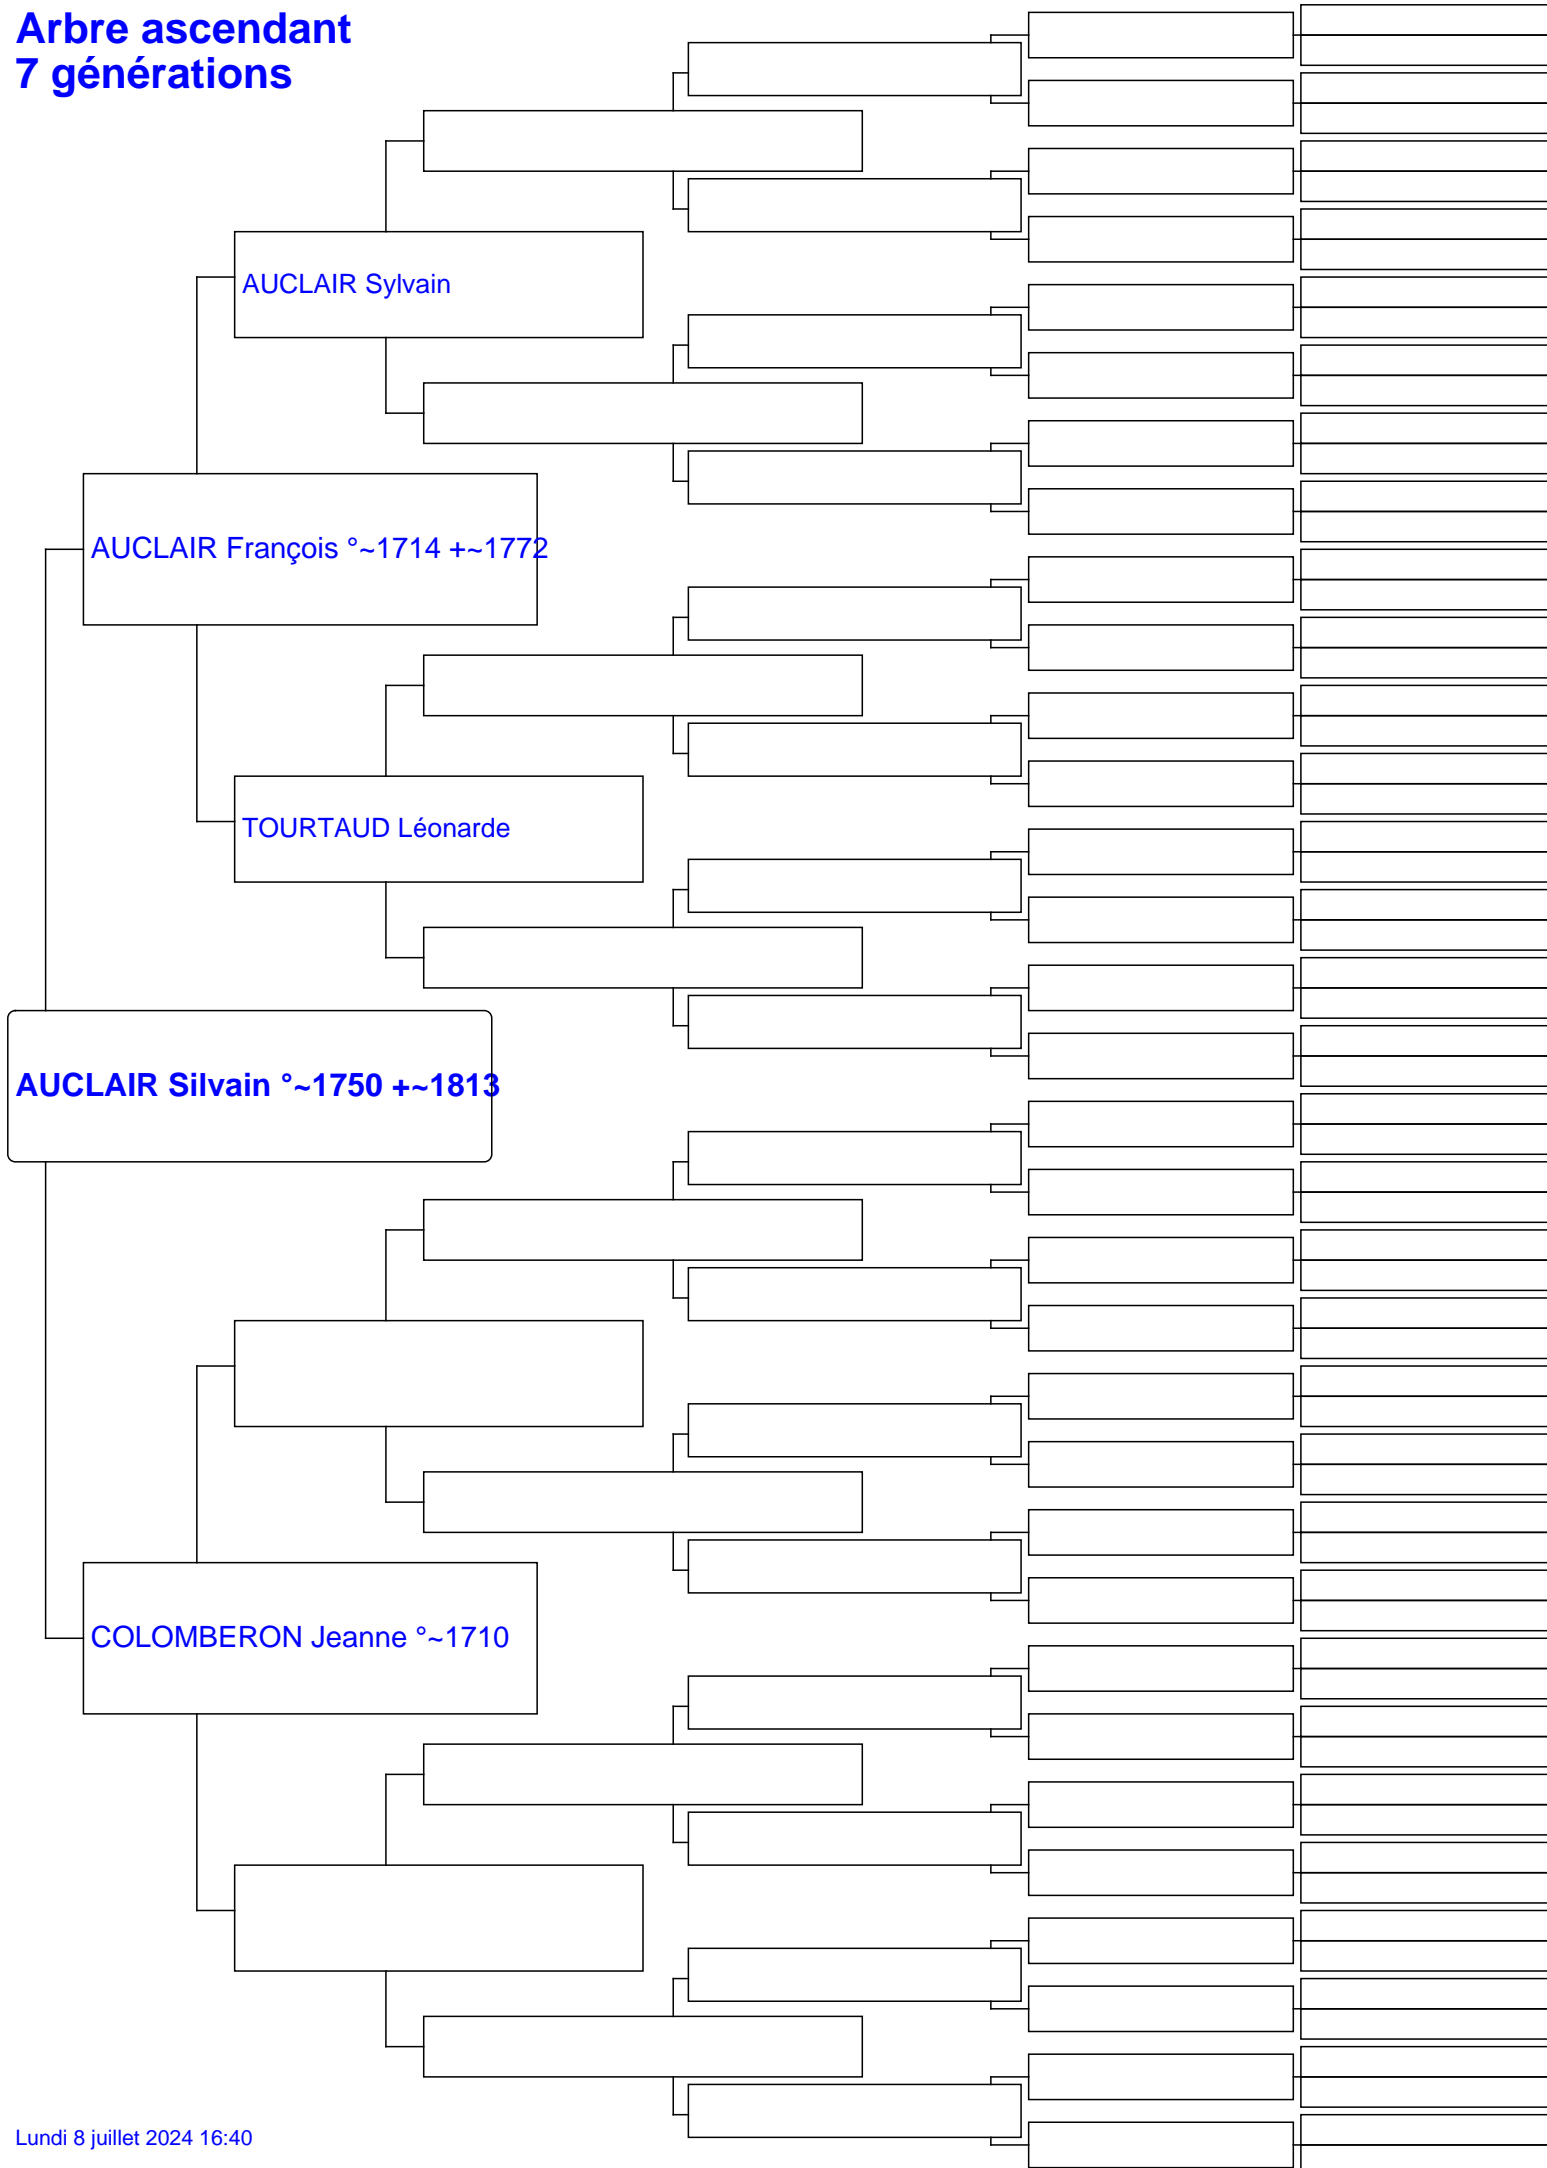 Arbre ascendant
7 générations
AUCLAIR Sylvain
AUCLAIR François °~1714 +~1772
TOURTAUD Léonarde
AUCLAIR Silvain °~1750 +~1813
COLOMBERON Jeanne °~1710
Lundi 8 juillet 2024 16:40